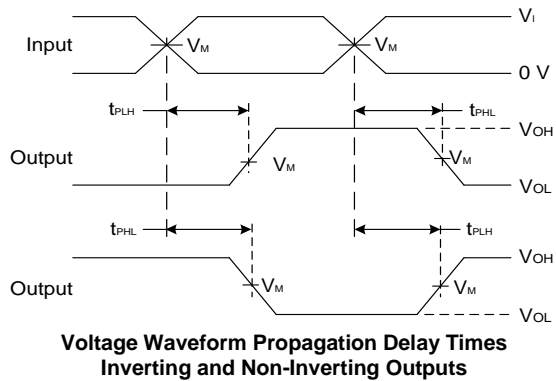 Input
VM
VM
VI
0 V
tPLH
tPHL
VOH
Output
VM
VM
VOL
tPHL
tPLH
VOH
Output
VM
VM
VOL
Voltage Waveform Propagation Delay Times
Inverting and Non-Inverting Outputs